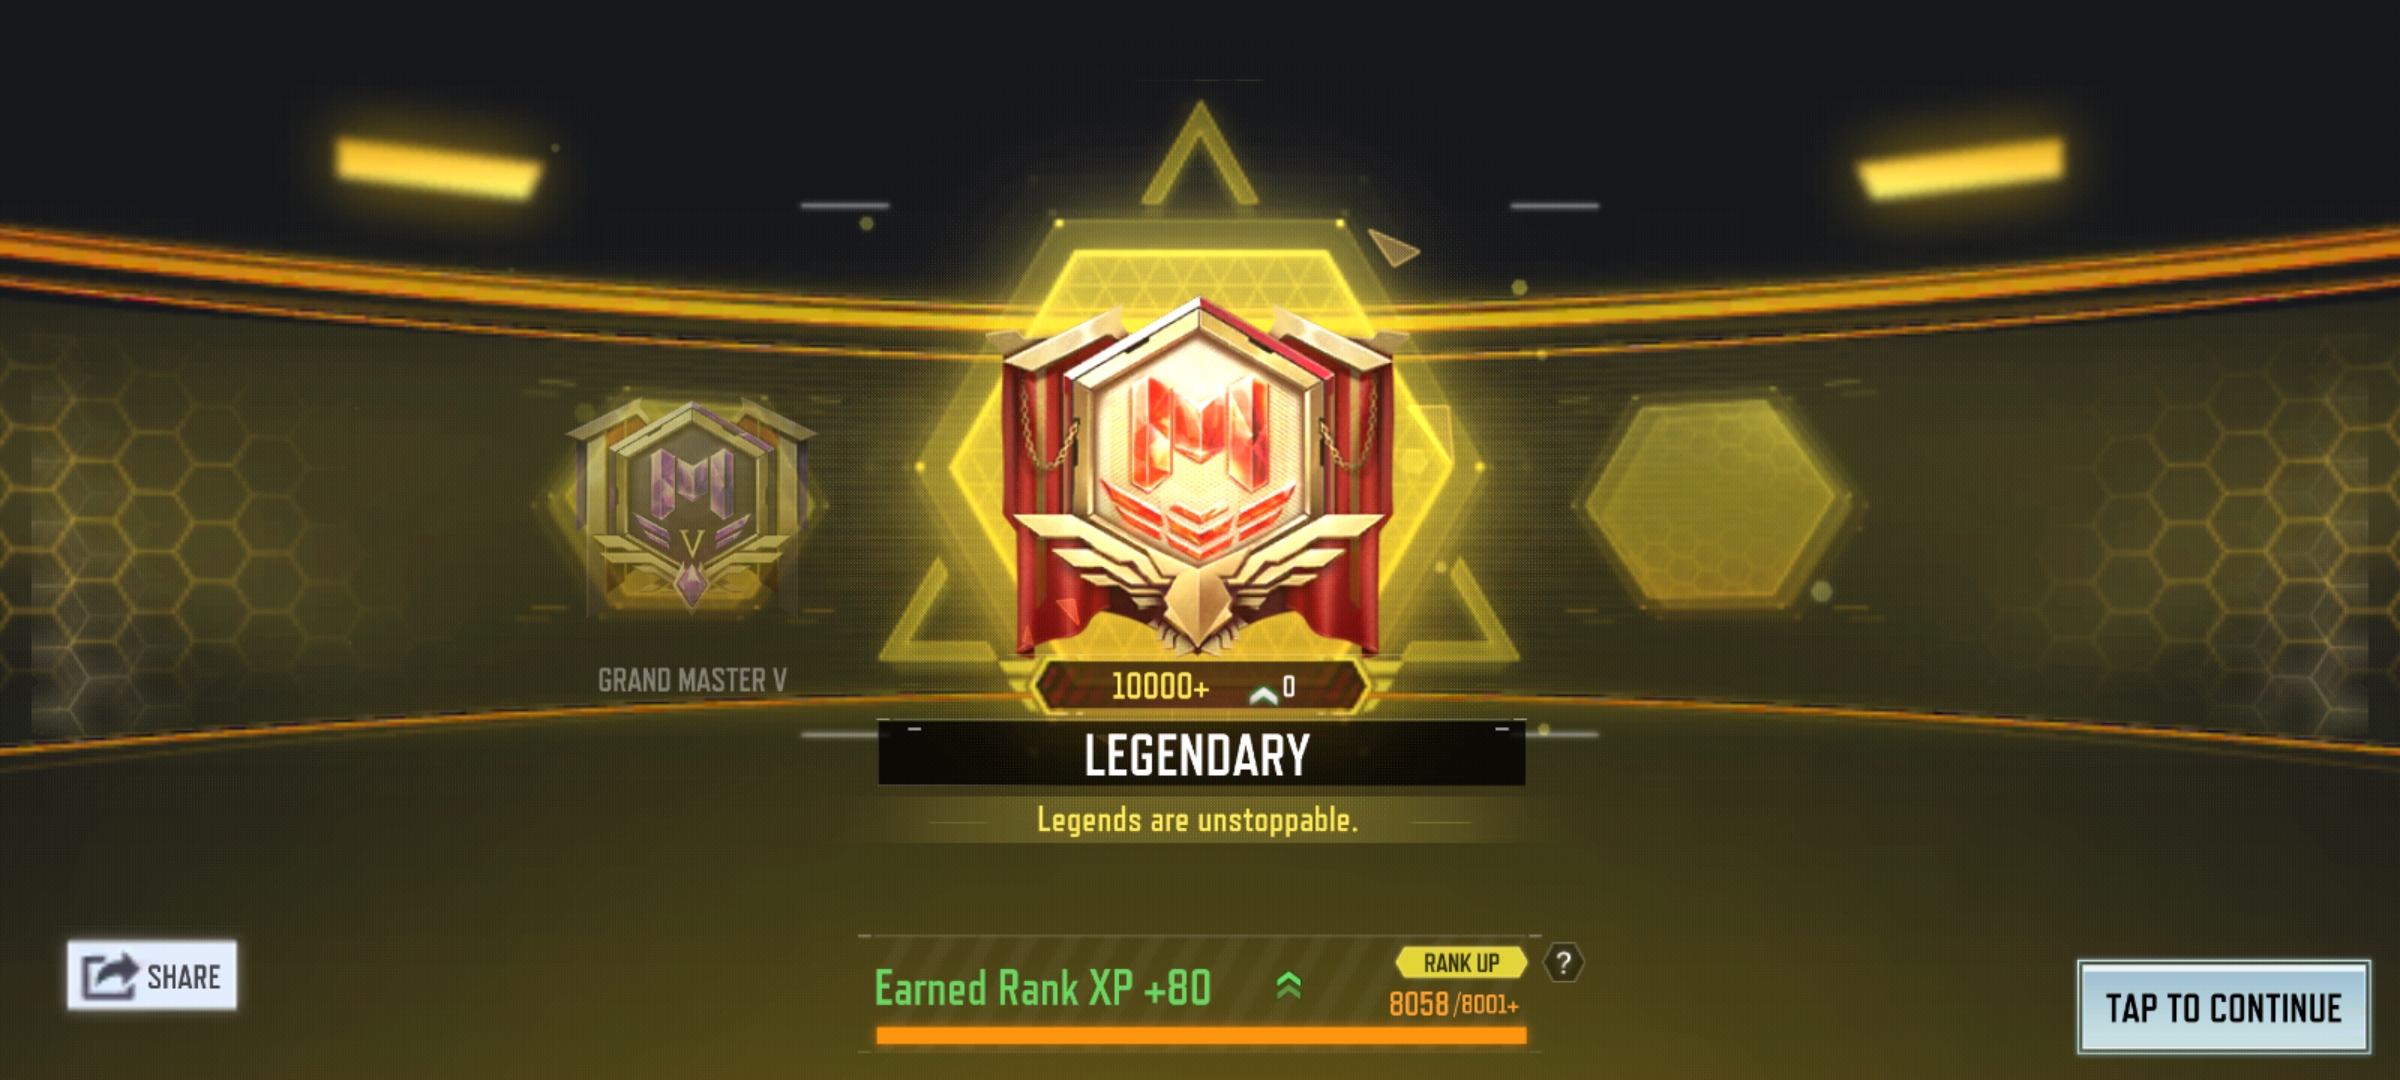 V
GRAND MASTER V
10000+ 0
LEGENDARY
Legends are unstoppable.
SHARE
Earned Rank XP +80
RANK UP ?
8058/8001+
TAP TO CONTINUE